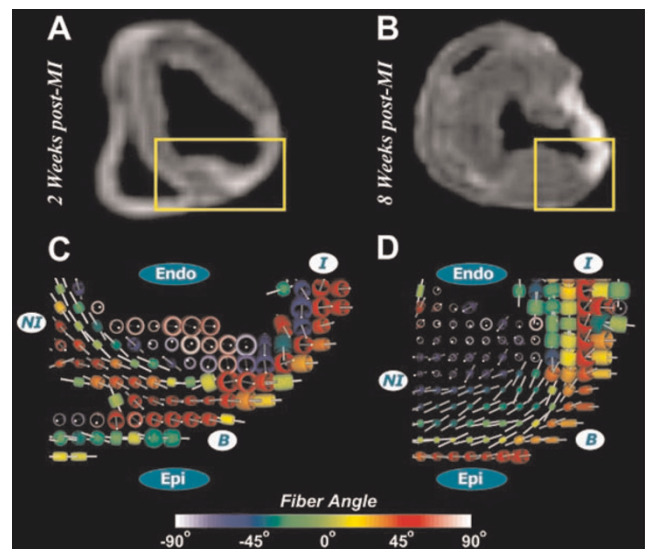 A
B
2 Weeks post-MI
8 Weeks post-MI
C
D
Endo
I
Endo
I
NI
NI
B
B
Epi
Epi
Fiber Angle
-90° -45° 0° 45° 90°